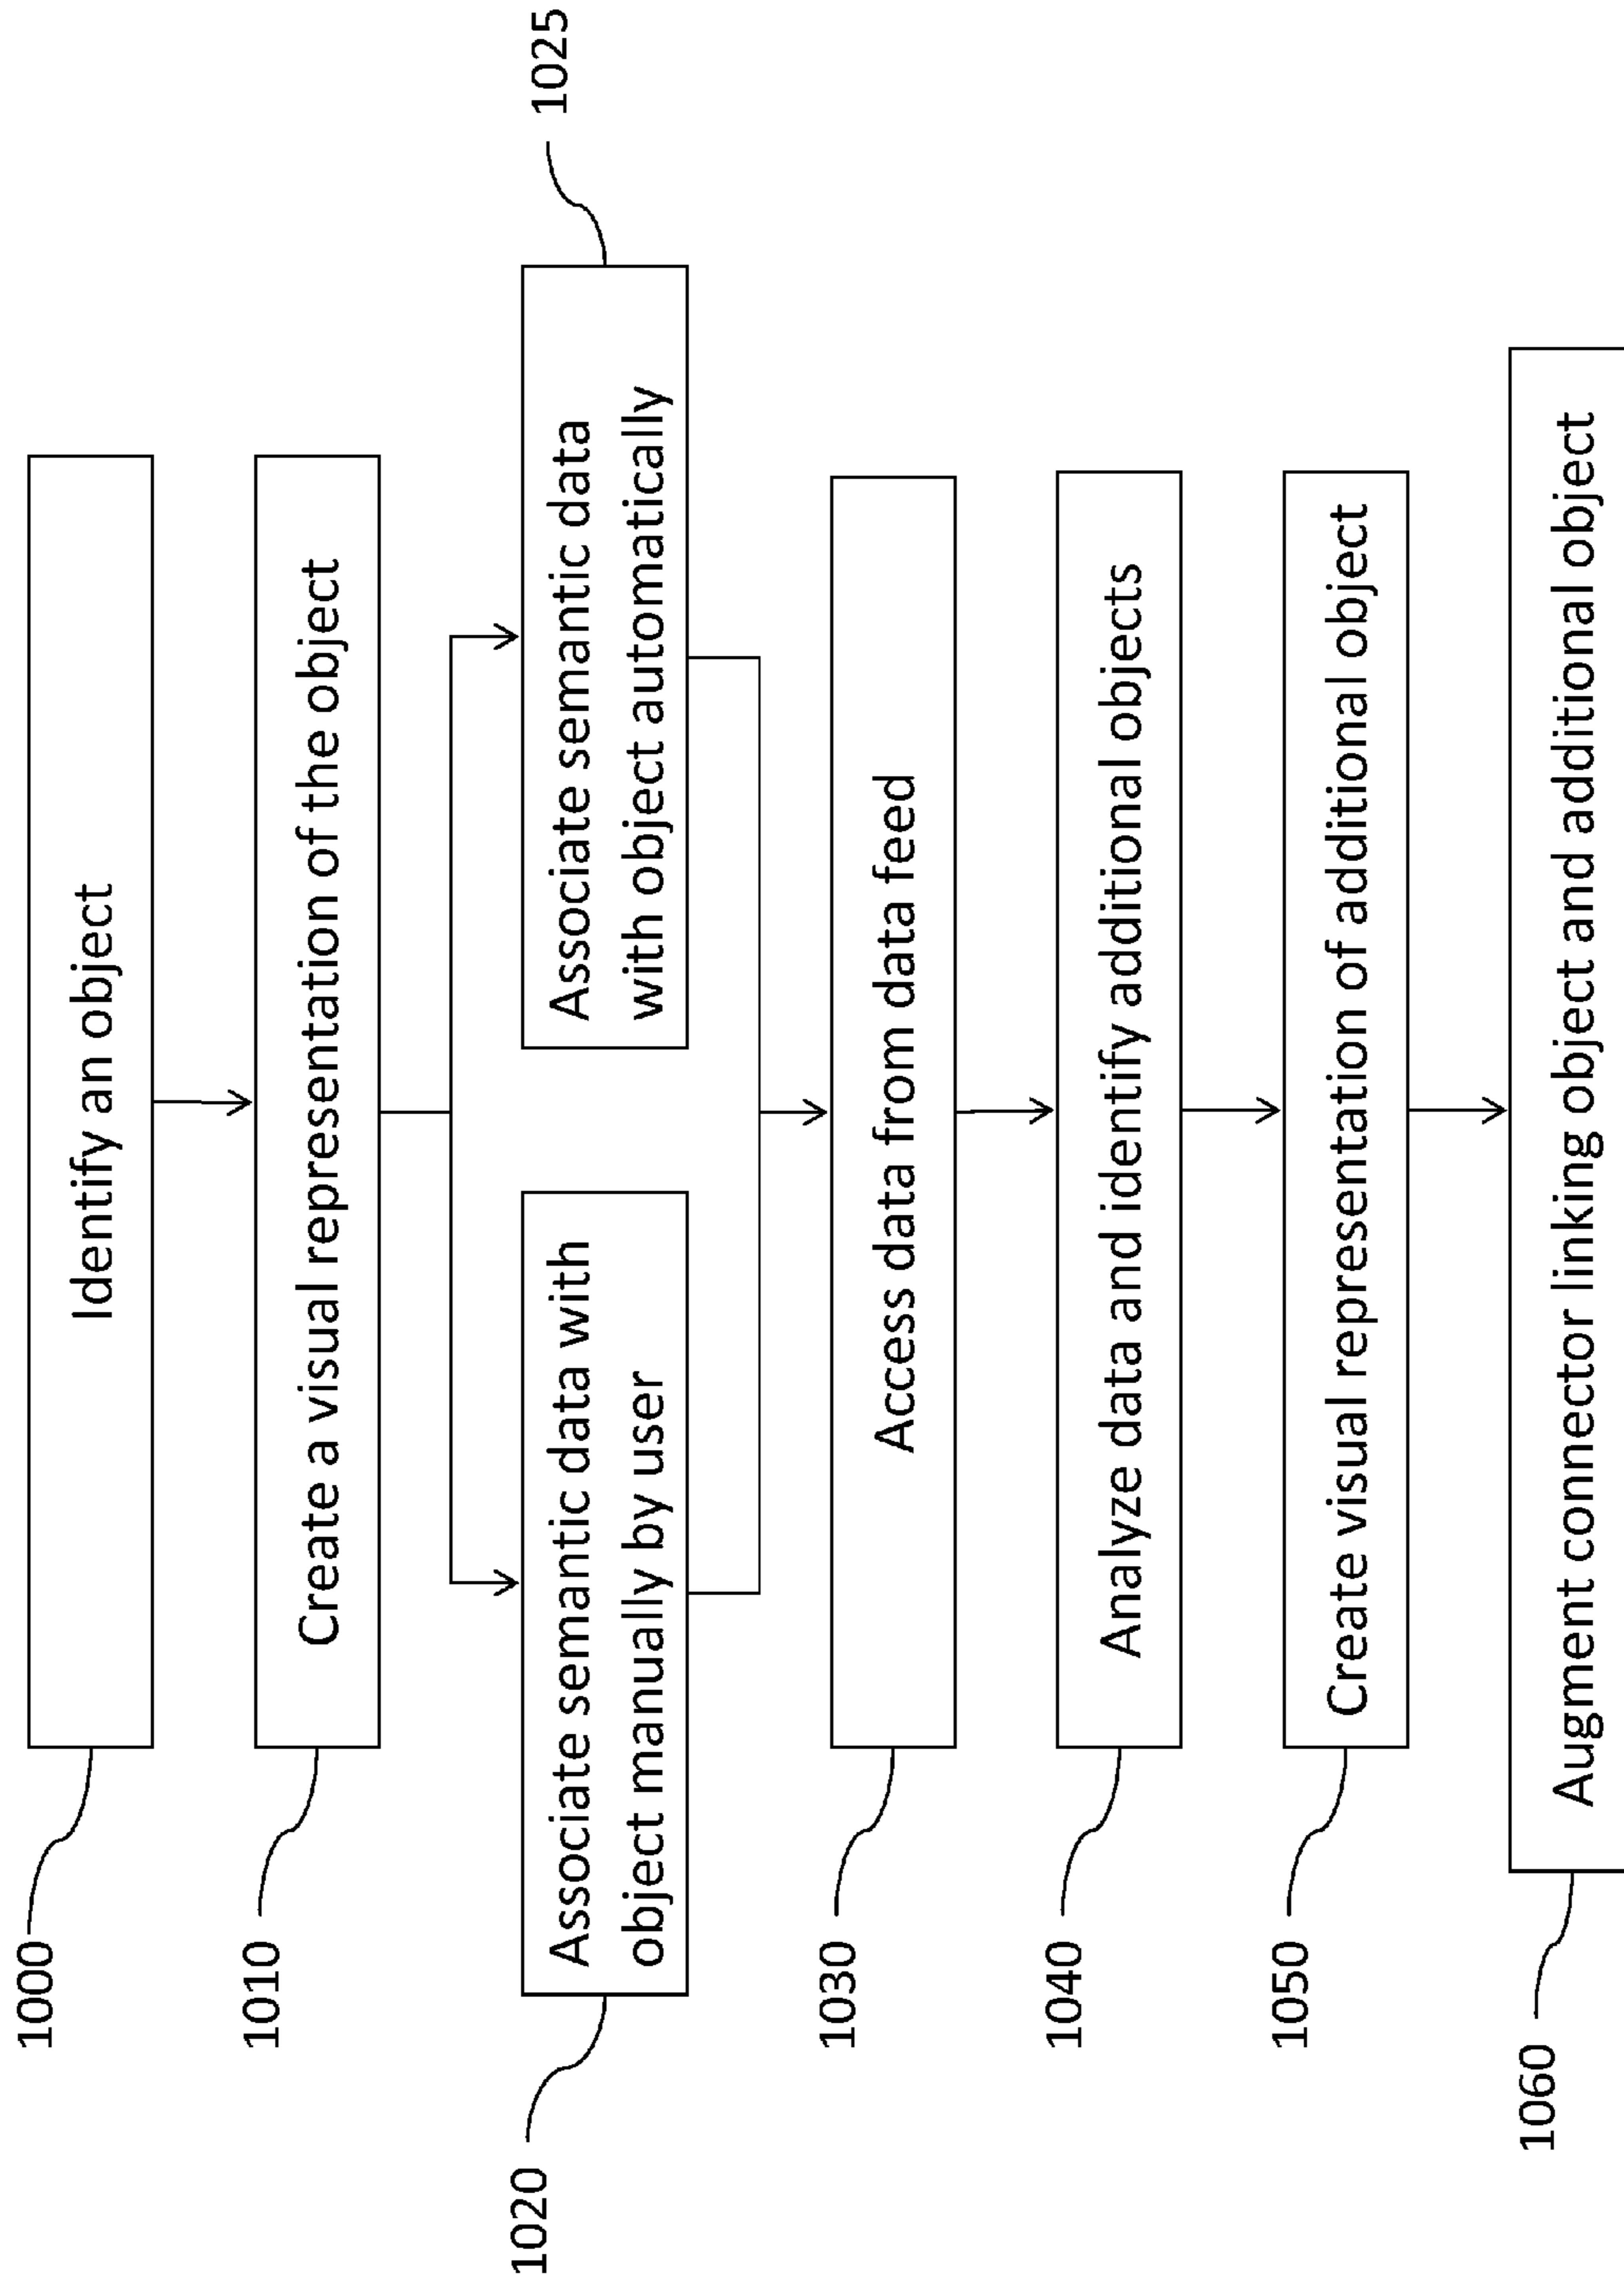 1000
Identify an object
1010
Create a visual representation of the object
1020
Associate semantic data with
object manually by user
1025
Associate semantic data
with object automatically
1030
Access data from data feed
1040
Analyze data and identify additional objects
1050
Create visual representation of additional object
1060
Augment connector linking object and additional object